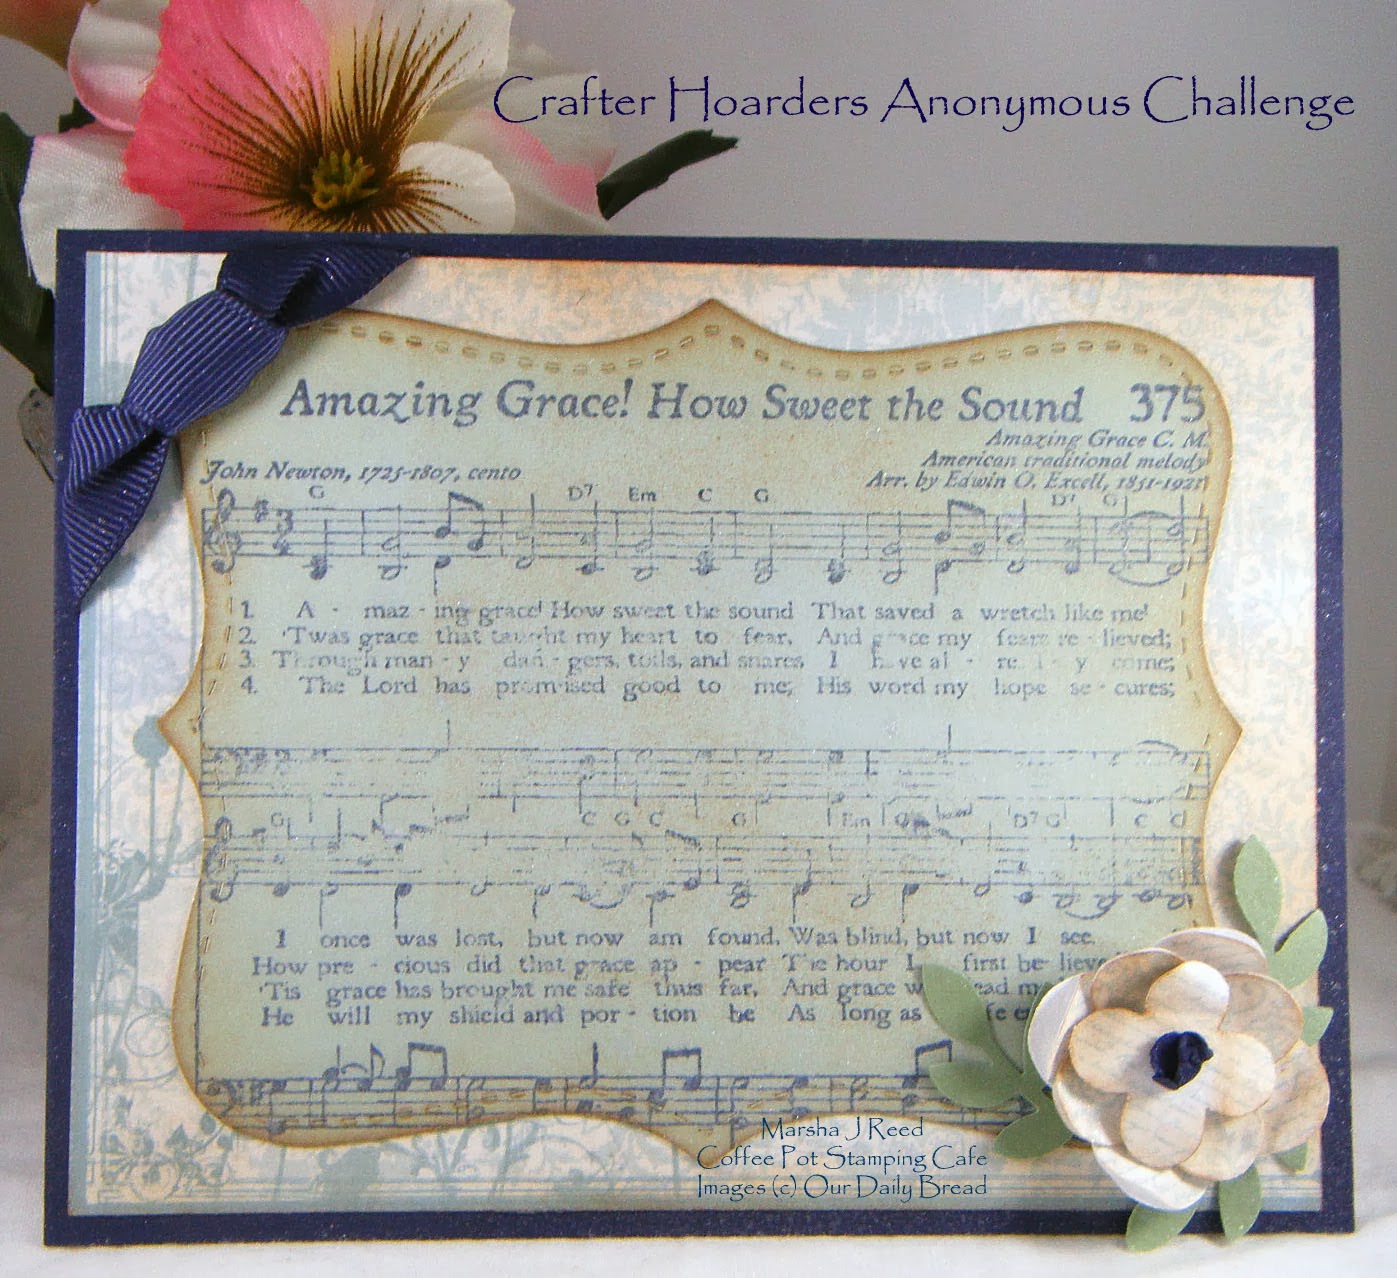 Crafter Hoarders Anonymous Challenge
Amazing Grace! How Sweet the Sound 375
Amazing Grace C. M.
John Newton, 1725-1807, cento
American traditional melody
Arr. by Edwin O. Excell, 1851-1921
G D7 Em C G D7 G
1. A - maz - ing grace! How sweet the sound That saved a wretch like me!
2. 'Twas grace that taught my heart to fear, And grace my fears re - lieved;
3. Through man - y dan - gers, toils, and snares, I have al - re
 - y come;
4. The Lord has promised good to me; His word my hope se - cures;
G C G C G Em G D7 G C G
I once was lost, but now am found, Was blind, but now I see.
How pre - cious did that grace ap - pear The hour I first be - lieve
'Tis grace has brought me safe thus far, And grace
He will my shield and por - tion be As long as
Marsha J Reed
Coffee Pot Stamping Cafe
Images (c) Our Daily Bread